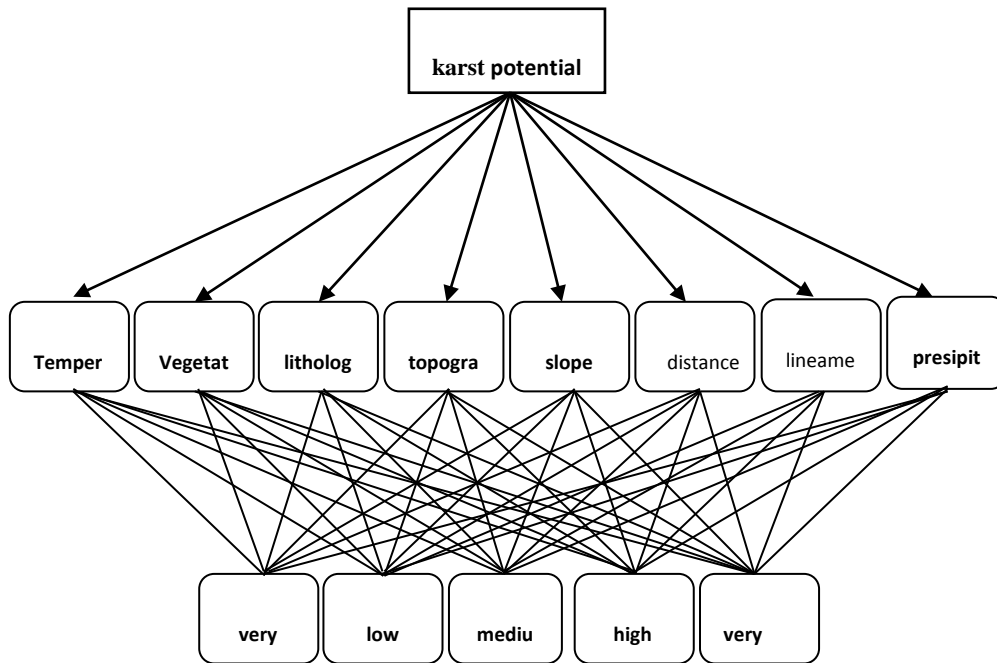 karst potential
Temper
Vegetat
litholog
topogra
slope
distance
lineame
presipit
very
low
mediu
high
very